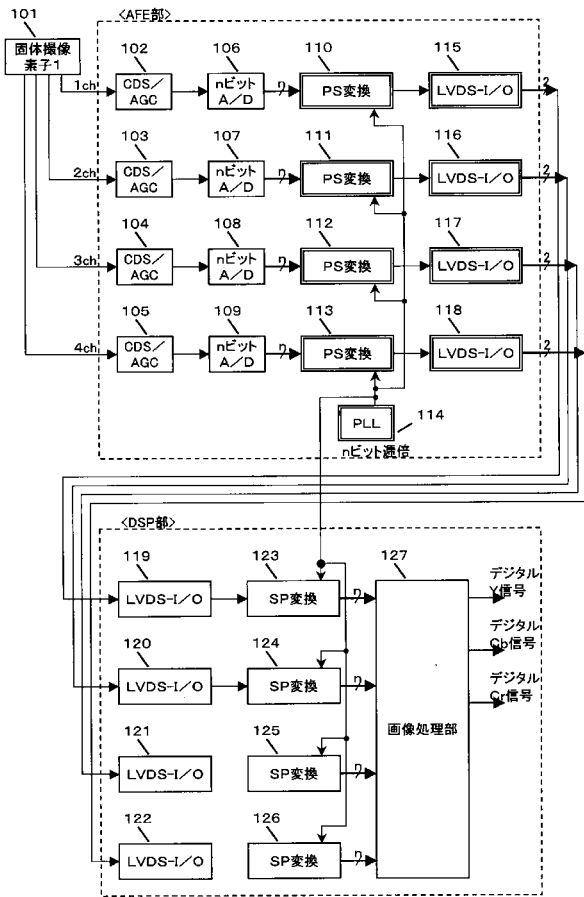 101
固体撮像
素子1
<AFE部>
102
106
110
115
1ch
CDS/
AGC
nビット
A/D
n
PS変換
LVDS-I/O
2
103
107
111
116
2ch
CDS/
AGC
nビット
A/D
n
PS変換
LVDS-I/O
2
104
108
112
117
3ch
CDS/
AGC
nビット
A/D
n
PS変換
LVDS-I/O
2
105
109
113
118
4ch
CDS/
AGC
nビット
A/D
n
PS変換
LVDS-I/O
2
PLL
114
nビット逓倍
<DSP部>
119
123
127
LVDS-I/O
SP変換
n
デジタル
Y信号
120
124
LVDS-I/O
SP変換
n
デジタル
Cb信号
デジタル
Cr信号
画像処理部
121
125
LVDS-I/O
SP変換
n
122
126
LVDS-I/O
SP変換
n